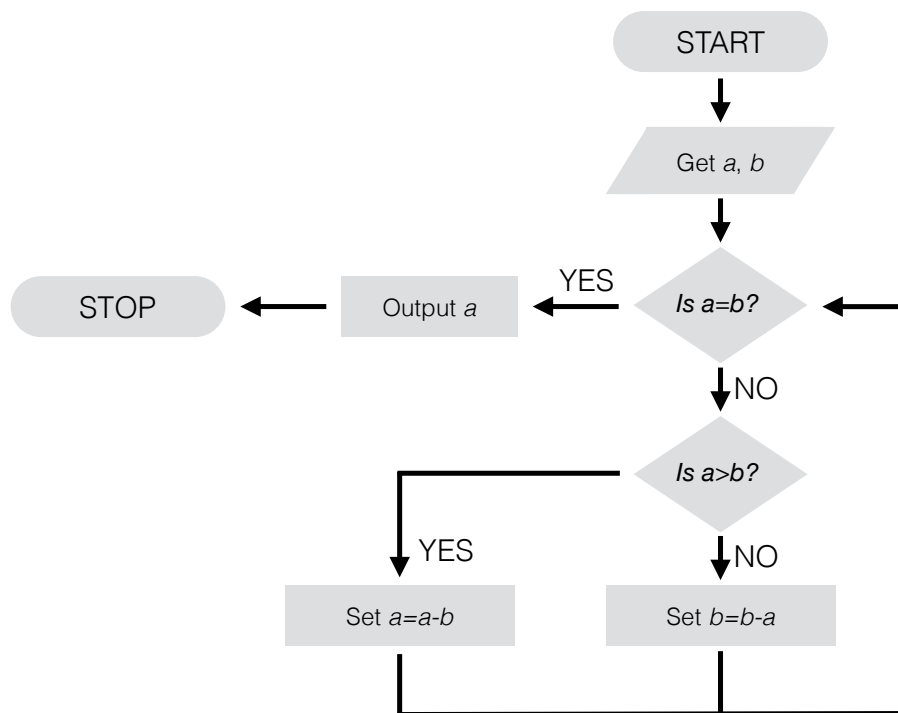 START
Get a, b
YES
STOP
Output a
Is a=b?
NO
Is a>b?
YES
NO
Set a=a-b
Set b=b-a